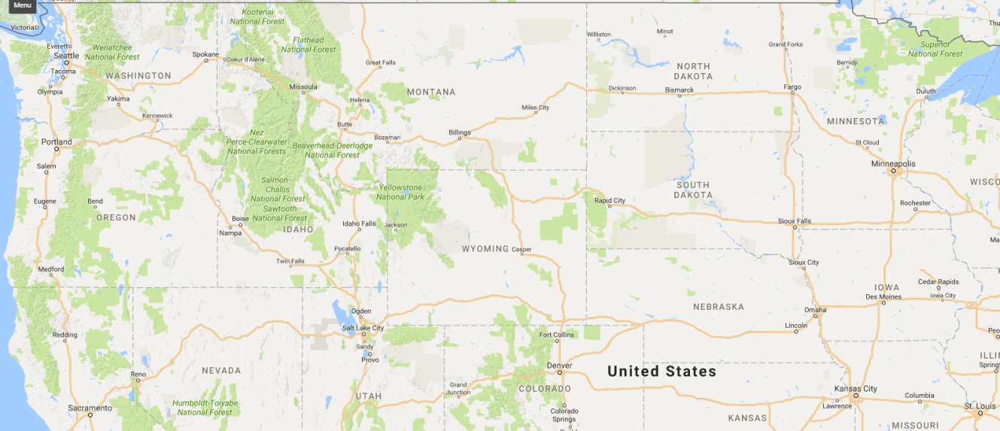 Menu
Victoria
Everett
Seattle
Tacoma
Olympia
Wenatchee
National Forest
WASHINGTON
Yakima
Kennewick
Spokane
Coeur d'Alene
Kootenai
National Forest
Flathead
National Forest
Great Falls
Missoula
Helena
MONTANA
Butte
Bozeman
Billings
Miles City
Williston
Minot
NORTH
DAKOTA
Dickinson
Bismarck
Grand Forks
Fargo
Bemidji
Superior
National Forest
Duluth
MINNESOTA
St Cloud
Minneapolis
Rochester
WISCO
Thu
Portland
Salem
Eugene
Bend
OREGON
Medford
Nez
Perce-Clearwater
National Forests
Beaverhead-Deerlodge
National Forest
Salmon -
Challis
National Forest
Sawtooth
National Forest
Boise
Nampa
IDAHO
Idaho Falls
Pocatello
Twin Falls
Yellowstone
National Park
Jackson
WYOMING
Casper
Rapid City
SOUTH
DAKOTA
Sioux Falls
Sioux City
Ma
IOWA
Des Moines
Cedar Rapids
Iowa City
NEBRASKA
Omaha
Lincoln
Redding
Reno
Sacramento
NEVADA
Humboldt-Toiyabe
National Forest
Ogden
Salt Lake City
Sandy
Provo
UTAH
Grand
Junction
Fort Collins
Denver
COLORADO
Colorado
Springs
United States
KANSAS
Kansas City
Lawrence
Columbia
MISSOURI
St. Louis
Peo
ILLIN
Spring